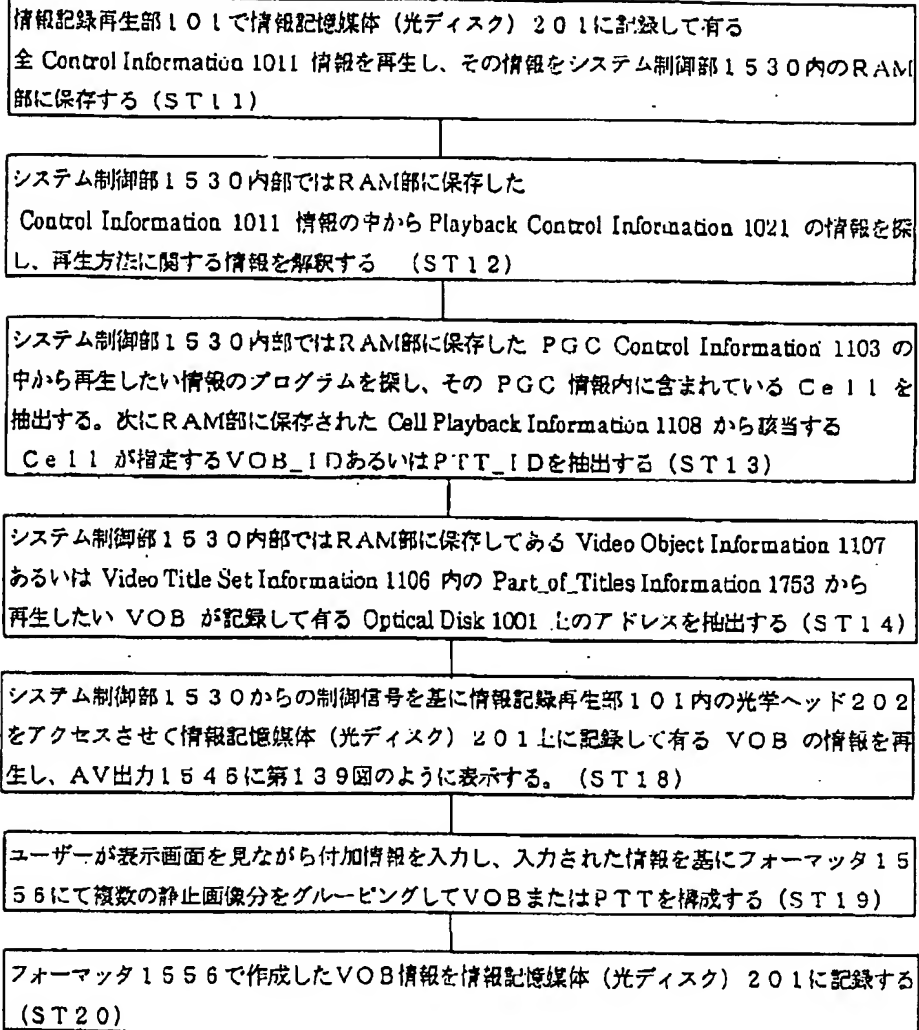 情報記録再生部101で情報記憶媒体(光ディスク)201に記録して有る
全 Control Information 1011 情報を再生し、その情報をシステム制御部1530内のRAM
部に保存する(ST11)
システム制御部1530内部ではRAM部に保存した
Control Information 1011 情報の中から Playback Control Information 1021 の情報を探
し、再生方法に関する情報を解釈する (ST12)
システム制御部1530内部ではRAM部に保存した PGC Control Information 1103 の
中から再生したい情報のプログラムを探し、その PGC 情報内に含まれている Cell を
抽出する。次にRAM部に保存された Cell Playback Information 1108 から該当する
Cell が指定するVOB_IDあるいはPTT_IDを抽出する(ST13)
システム制御部1530内部ではRAM部に保存してある Video Object Information 1107
あるいは Video Title Set Information 1106 内の Part_of_Titles Information 1753 から
再生したい VOB が記録して有る Optical Disk 1001 上のアドレスを抽出する(ST14)
システム制御部1530からの制御信号を基に情報記録再生部101内の光学ヘッド202
をアクセスさせて情報記憶媒体(光ディスク)201上に記録して有る VOB の情報を再
生し、AV出力1546に第139図のように表示する。(ST18)
ユーザーが表示画面を見ながら付加情報を入力し、入力された情報を基にフォーマッタ15
56にて複数の静止画像分をグルーピングしてVOBまたはPTTを構成する(ST19)
フォーマッタ1556で作成したVOB情報を情報記憶媒体(光ディスク)201に記録する
(ST20)